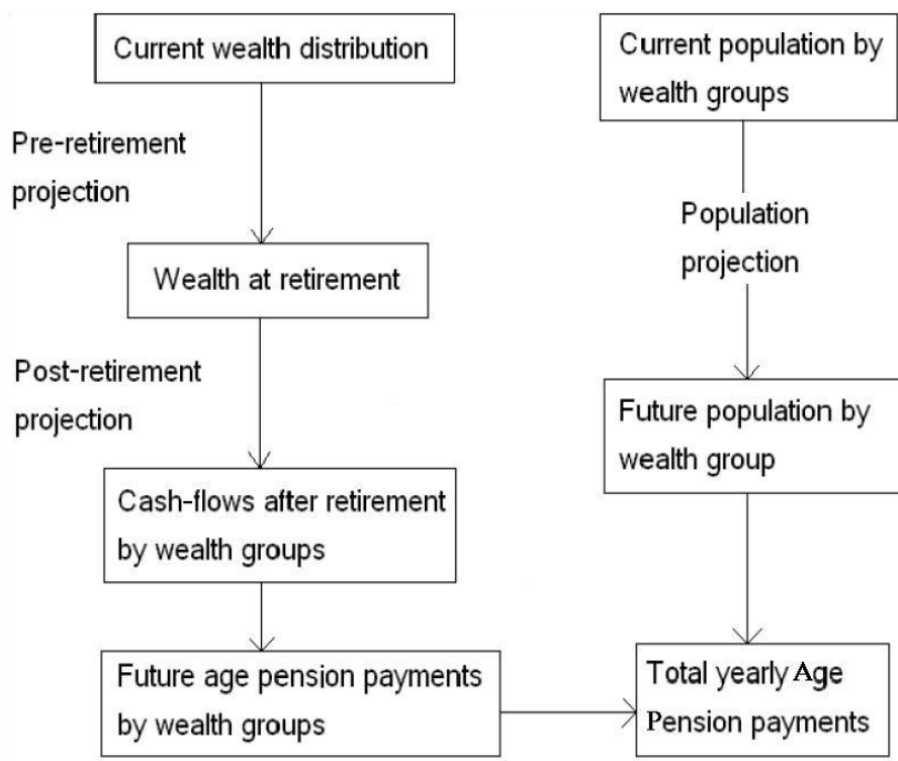 Current wealth distribution
Pre-retirement
projection
Wealth at retirement
Post-retirement
projection
Cash-flows after retirement
by wealth groups
Future age pension payments
by wealth groups
Current population by
wealth groups
Population
projection
Future population by
wealth group
Total yearly Age
Pension payments